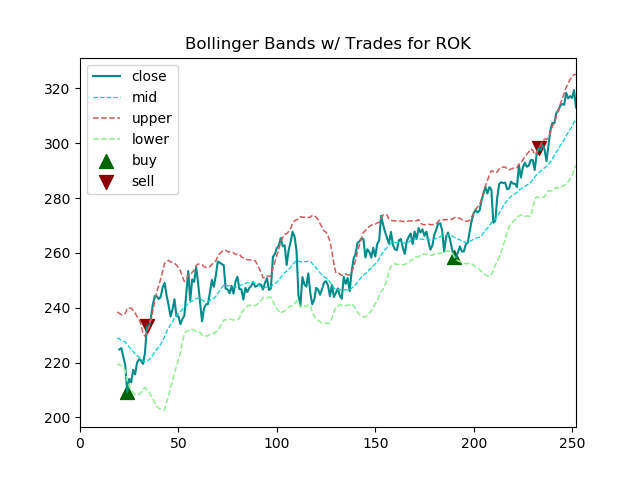 Bollinger Bands w/ Trades for ROK
close
mid
upper
lower
buy
sell
320
300
280
260
240
220
200
0 50 100 150 200 250